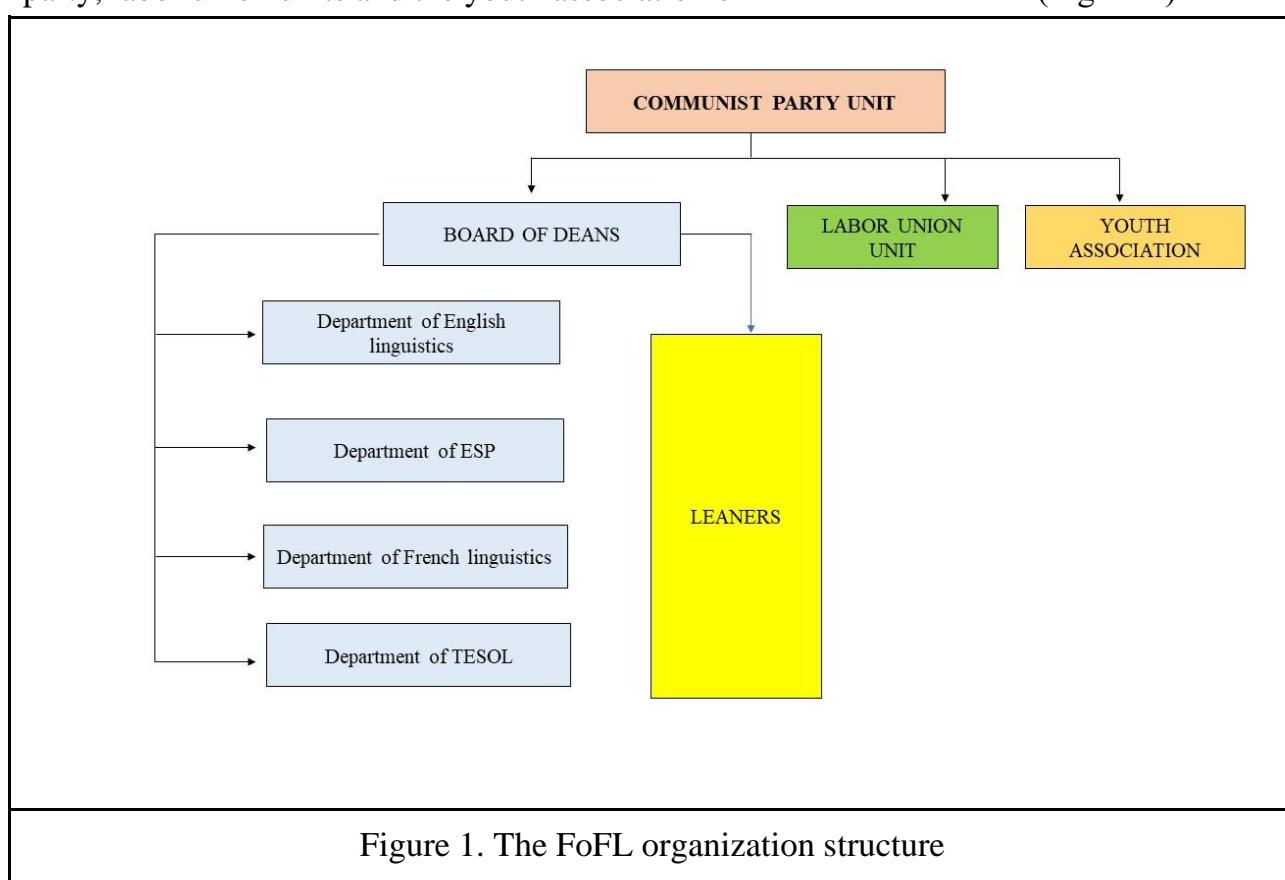 COMMUNIST PARTY UNIT
BOARD OF DEANS
LABOR UNION
UNIT
YOUTH
ASSOCIATION
Department of English
linguistics
Department of ESP
LEANERS
Department of French linguistics
Department of TESOL
Figure 1. The FoFL organization structure